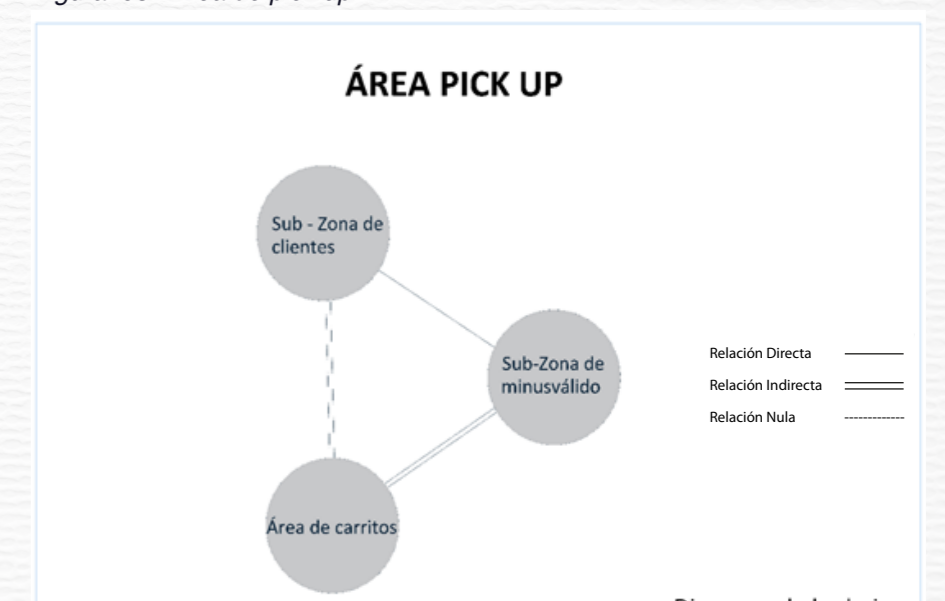 ÁREA PICK UP
Sub - Zona de
clientes
Sub-Zona de
minusválido
Área de carritos
Relación Directa
Relación Indirecta
Relación Nula